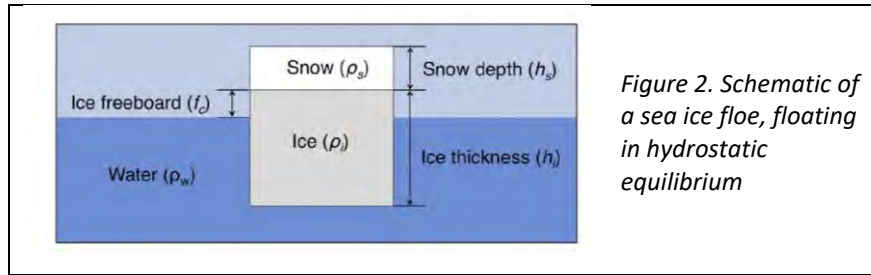 Snow (ρs)
Snow depth (hs)
Ice freeboard (fc)
Ice (ρi)
Water (ρw)
Ice thickness (hi)
Figure 2. Schematic of
a sea ice floe, floating
in hydrostatic
equilibrium